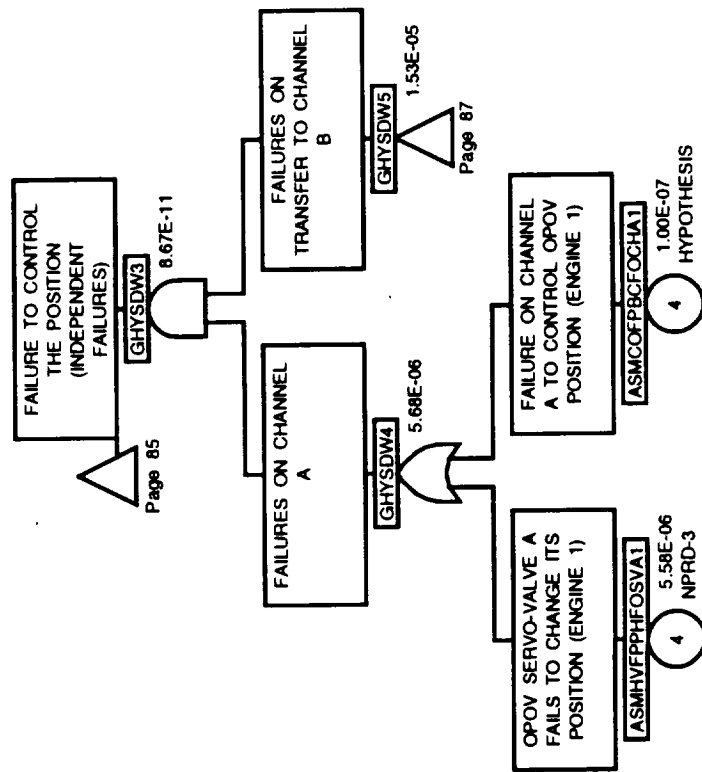 FAILURE TO CONTROL
THE POSITION
(INDEPENDENT
FAILURES)
GHYSDW3
8.67E-11
Page 85
FAILURES ON CHANNEL
A
GHYSDW4
5.68E-06
FAILURES ON
TRANSFER TO CHANNEL
B
GHYSDW5
1.53E-05
Page 87
OPOV SERVO-VALVE A
FAILS TO CHANGE ITS
POSITION (ENGINE 1)
ASMHVFPPHFOSVA1
5.58E-06
NPRD-3
4
FAILURE ON CHANNEL
A TO CONTROL OPOV
POSITION (ENGINE 1)
ASMCOFPBCFOCHA1
1.00E-07
HYPOTHESIS
4